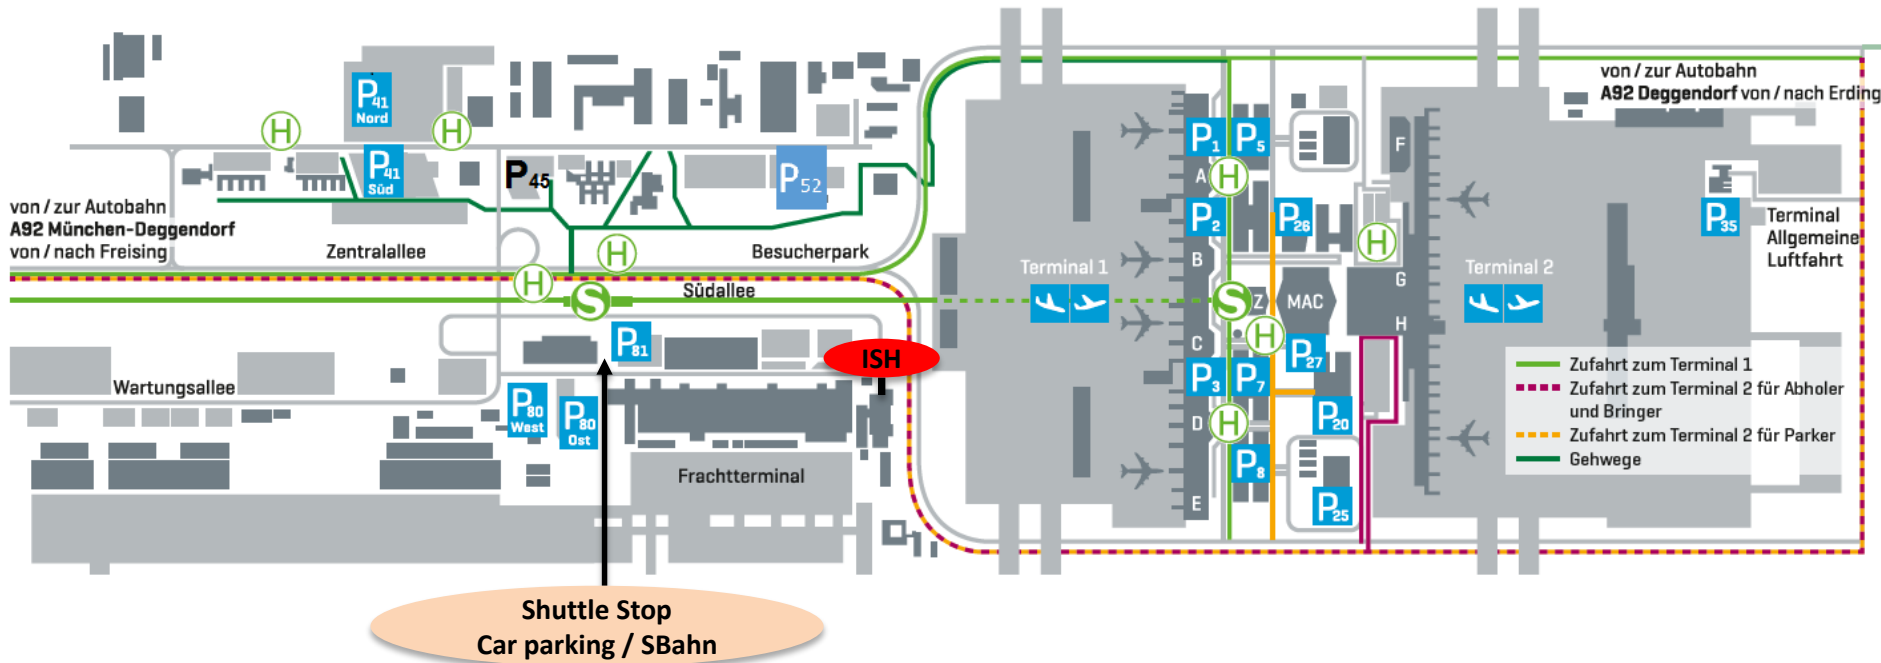 P41
Nord
H
H
P41
Süd
P45
P52
von / zur Autobahn
A92 München-Deggendorf
von / nach Freising
Zentralallee
Besucherpark
H
H
S
Südallee
P81
ISH
Wartungsallee
P80
West
P80
Ost
Frachtterminal
Shuttle Stop
Car parking / SBahn
Terminal 1
P1
P5
A
H
P2
P26
B
S
Z
MAC
H
C
P27
P3
P7
P20
D
H
P8
E
P25
F
H
G
H
Terminal 2
von / zur Autobahn
A92 Deggendorf von / nach Erding
P35
Terminal
Allgemeine
Luftfahrt
Zufahrt zum Terminal 1
Zufahrt zum Terminal 2 für Abholer
und Bringer
Zufahrt zum Terminal 2 für Parker
Gehwege